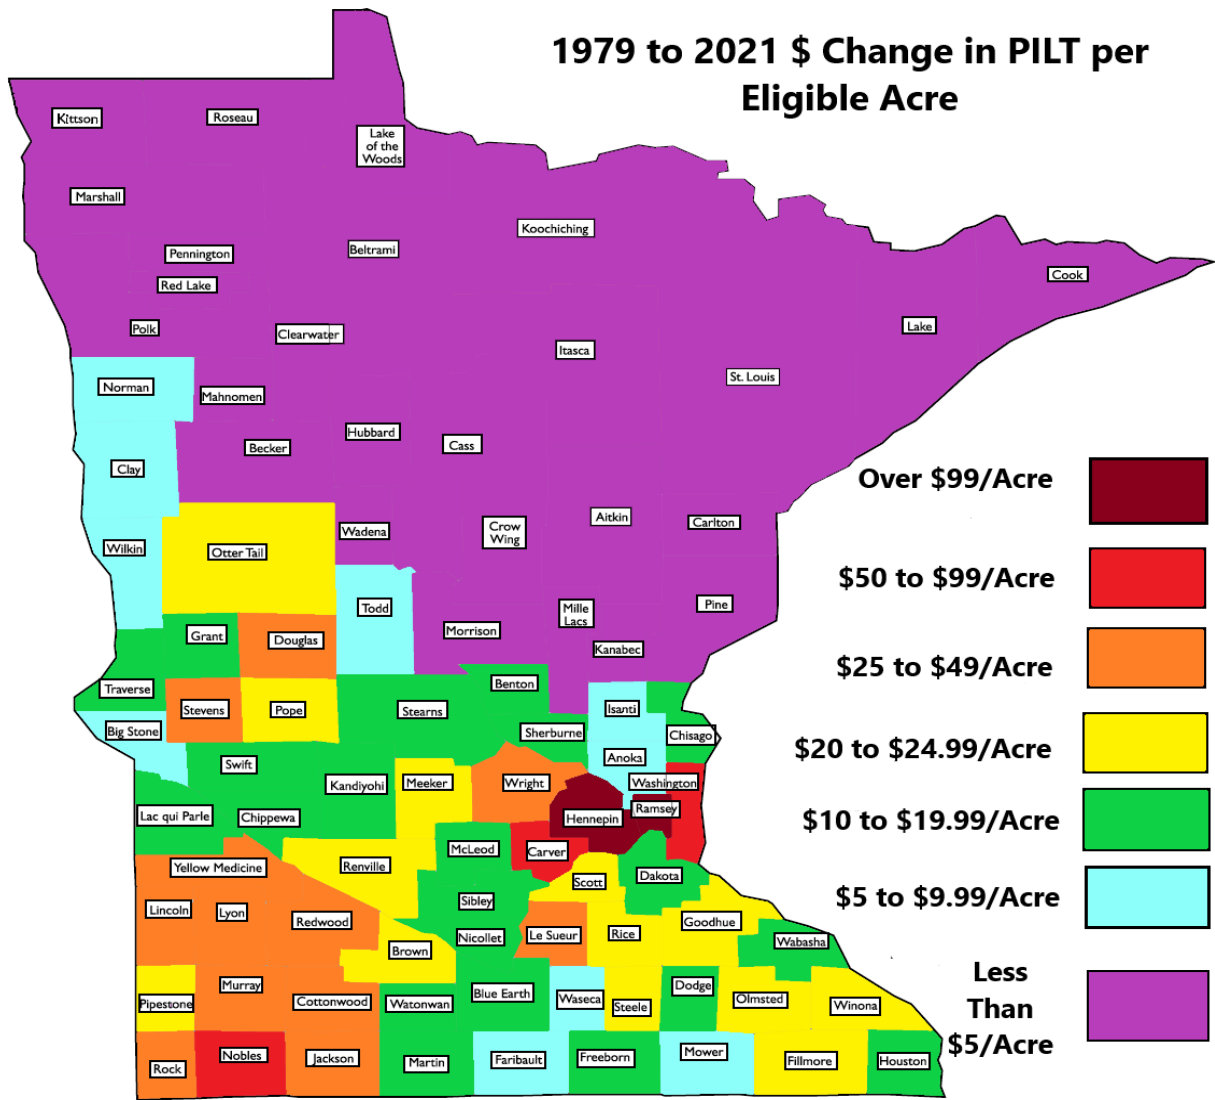 1979 to 2021 $ Change in PILT per
Eligible Acre
Kittson
Roseau
Lake
of the
Woods
Marshall
Koochiching
Pennington
Beltrami
Red Lake
Cook
Polk
Clearwater
Lake
Itasca
St. Louis
Norman
Mahnomen
Hubbard
Cass
Becker
Clay
Over $99/Acre
Wadena
Crow
Wing
Aitkin
Carlton
Wilkin
Otter Tail
$50 to $99/Acre
Todd
Mille
Lacs
Pine
Grant
Douglas
Morrison
Kanabec
$25 to $49/Acre
Traverse
Benton
Stevens
Pope
Stearns
Isanti
Big Stone
Sherburne
Chisago
$20 to $24.99/Acre
Swift
Anoka
Kandiyohi
Meeker
Wright
Washington
Lac qui Parle
Chippewa
Hennepin
Ramsey
$10 to $19.99/Acre
McLeod
Carver
Yellow Medicine
Renville
Scott
Dakota
$5 to $9.99/Acre
Lincoln
Lyon
Redwood
Sibley
Goodhue
Nicollet
Le Sueur
Rice
Wabasha
Brown
Less
Than
$5/Acre
Pipestone
Murray
Cottonwood
Watonwan
Blue Earth
Waseca
Steele
Dodge
Olmsted
Winona
Rock
Nobles
Jackson
Martin
Faribault
Freeborn
Mower
Fillmore
Houston